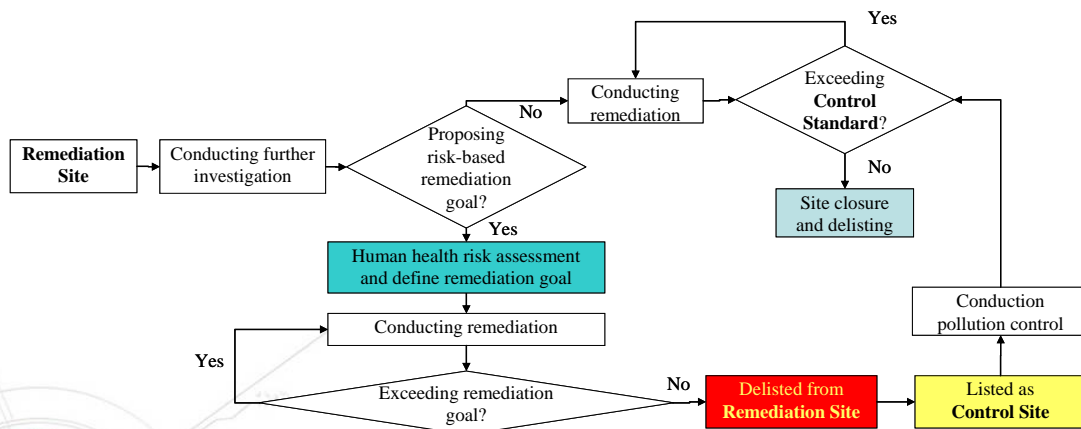 Remediation
Site
Conducting further
investigation
Proposing
risk-based
remediation
goal?
No
Conducting
remediation
Yes
Exceeding
Control
Standard?
No
Site closure
and delisting
Yes
Human health risk assessment
and define remediation goal
Conducting remediation
Yes
Exceeding remediation
goal?
No
Delisted from
Remediation Site
Listed as
Control Site
Conduction
pollution control